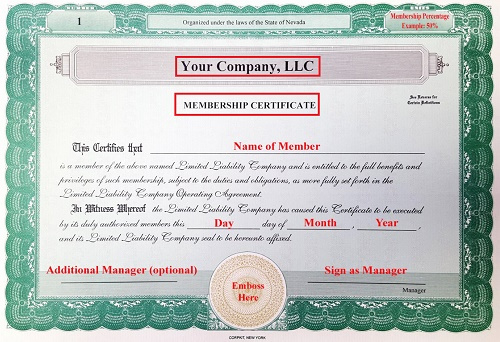 1
Organized under the laws of the State of Nevada
Membership Percentage
Example: 50%
Your Company, LLC
MEMBERSHIP CERTIFICATE
See Reverse for
Certain Definitions
This Certifies that Name of Member
is a member of the above named Limited Liability Company and is entitled to the full benefits and
privileges of such membership, subject to the duties and obligations, as more fully set forth in the
Limited Liability Company Operating Agreement.
In Witness Whereof the Limited Liability Company has caused this Certificate to be executed
by its duly authorized members this Day day of Month , Year ,
and its Limited Liability Company seal to be hereunto affixed.
Additional Manager (optional)
Sign as Manager
Manager
Emboss
Here
CORPKIT, NEW YORK